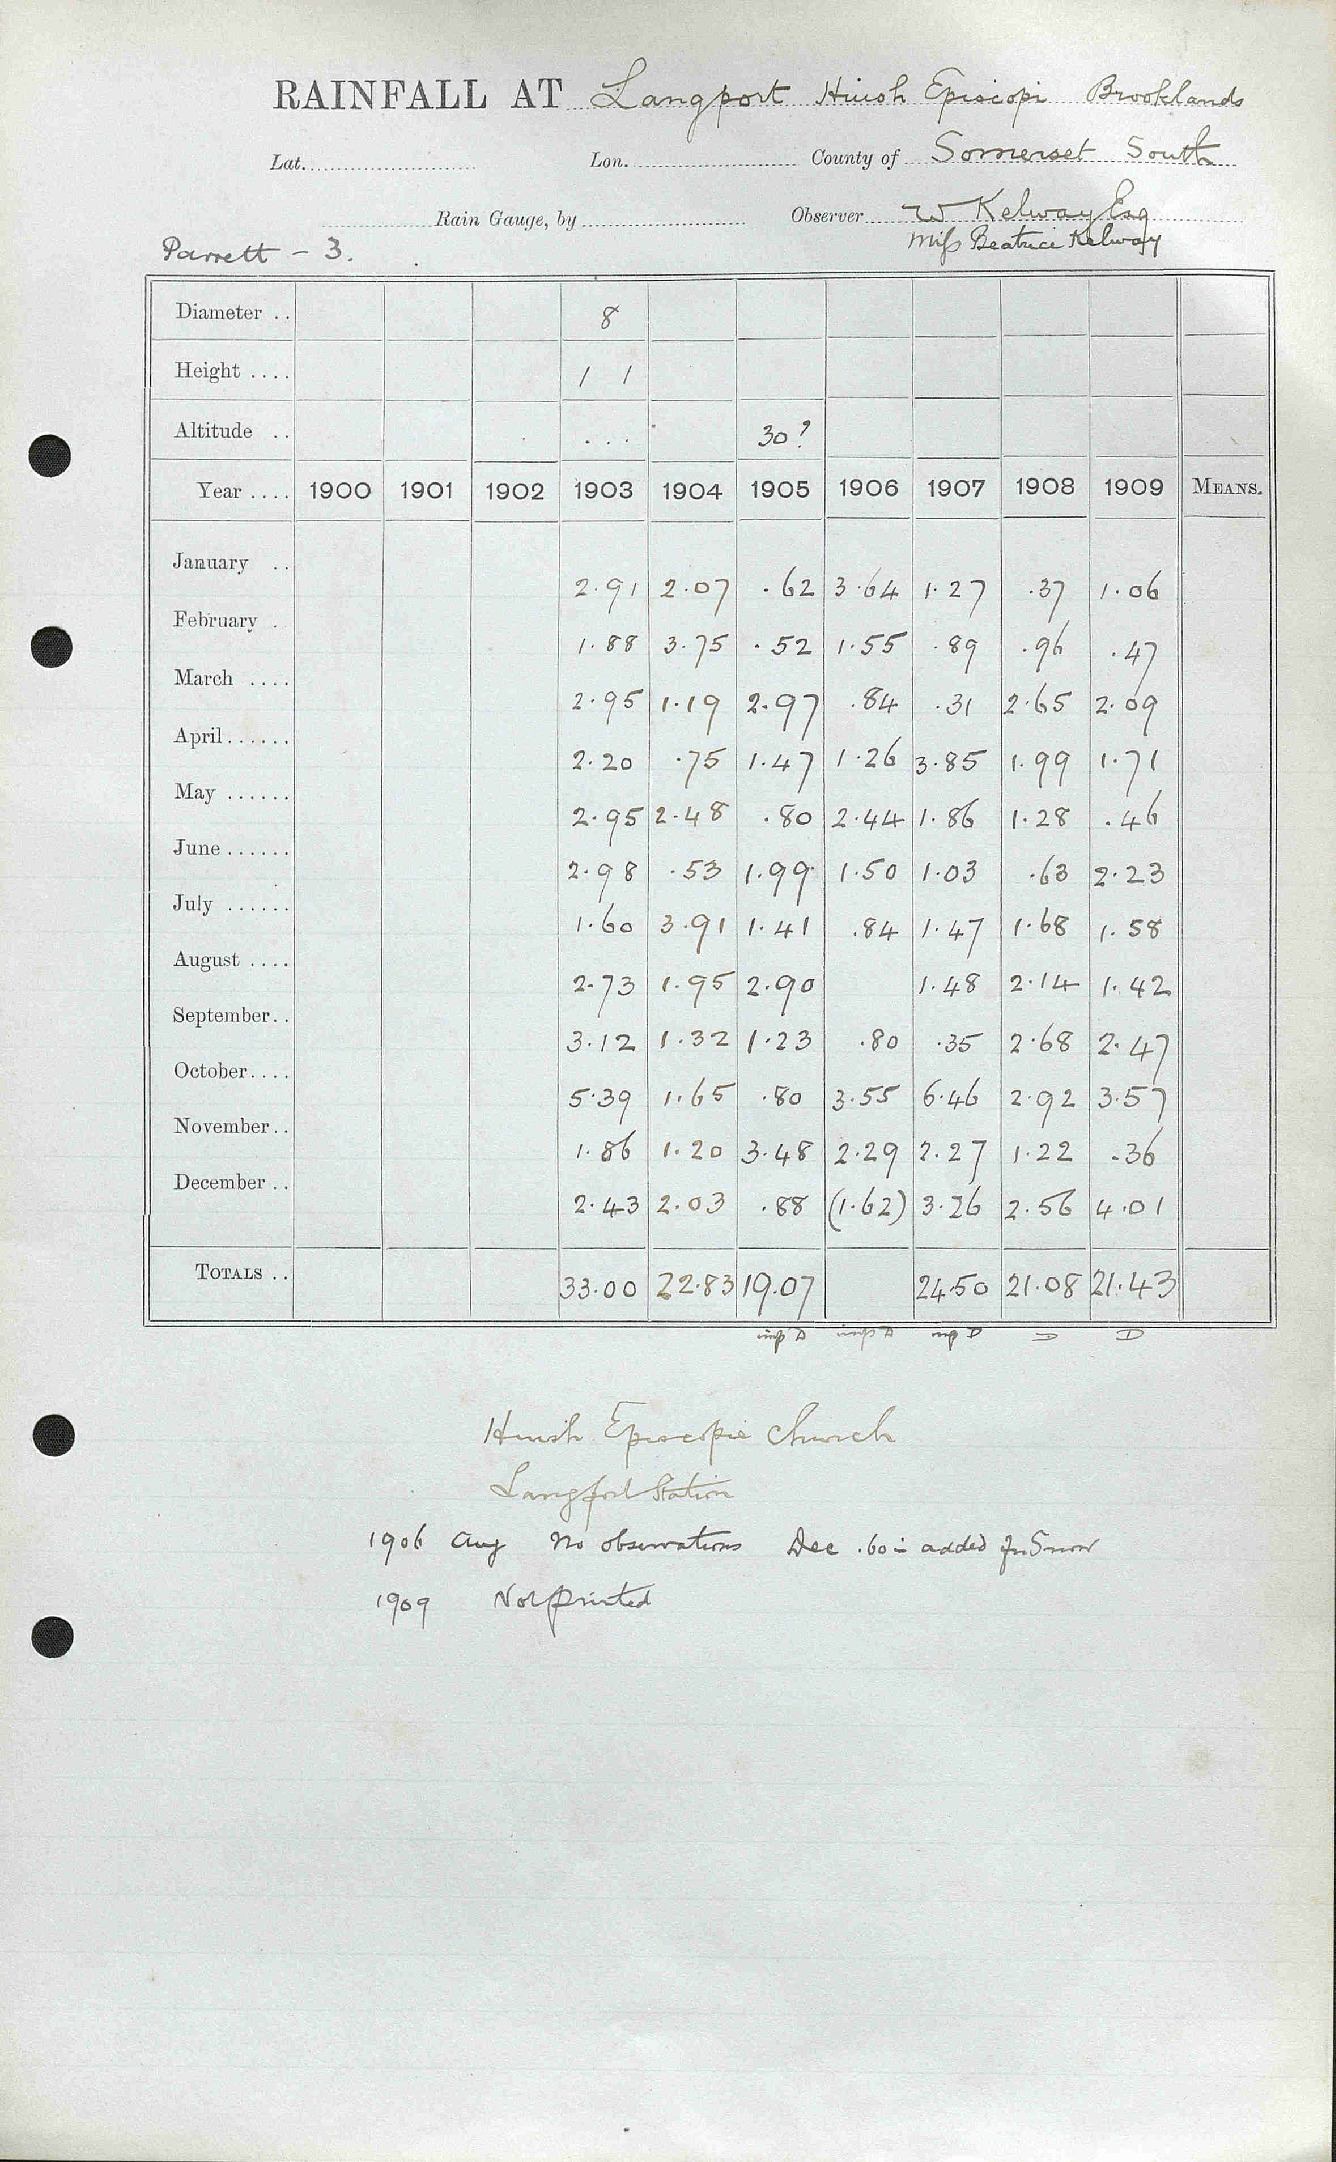 RAINFALL AT Langport Huish Episcopi Brooklands
Lat. Lon. County of Somerset South
Rain Gauge, by Observer W Kelway Esq
Parrett - 3. Miss Beatrice Kelway
Diameter .. 8
Height .... 1 1
Altitude .. ... 30?
Year .... 1900 1901 1902 1903 1904 1905 1906 1907 1908 1909 MEANS.
January .. 2.91 2.07 .62 3.64 1.27 .37 1.06
February . 1.88 3.75 .52 1.55 .89 .96 .47
March .... 2.95 1.19 2.97 .84 .31 2.65 2.09
April...... 2.20 .75 1.47 1.26 3.85 1.99 1.71
May ...... 2.95 2.48 .80 2.44 1.86 1.28 .46
June ...... 2.98 .53 1.99 1.50 1.03 .63 2.23
July ...... 1.60 3.91 1.41 .84 1.47 1.68 1.58
August .... 2.73 1.95 2.90 1.48 2.14 1.42
September.. 3.12 1.32 1.23 .80 .35 2.68 2.47
October.... 5.39 1.65 .80 3.55 6.46 2.92 3.57
November.. 1.86 1.20 3.48 2.29 2.27 1.22 .36
December .. 2.43 2.03 .88 (1.62) 3.26 2.56 4.01
TOTALS .. 33.00 22.83 19.07 24.50 21.08 21.43
D D D D D
Huish Episcopie Church
Langport Station
1906 Aug No observations Dec .60 in added for Snow
1909 Not printed